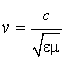 v = c / √εμ